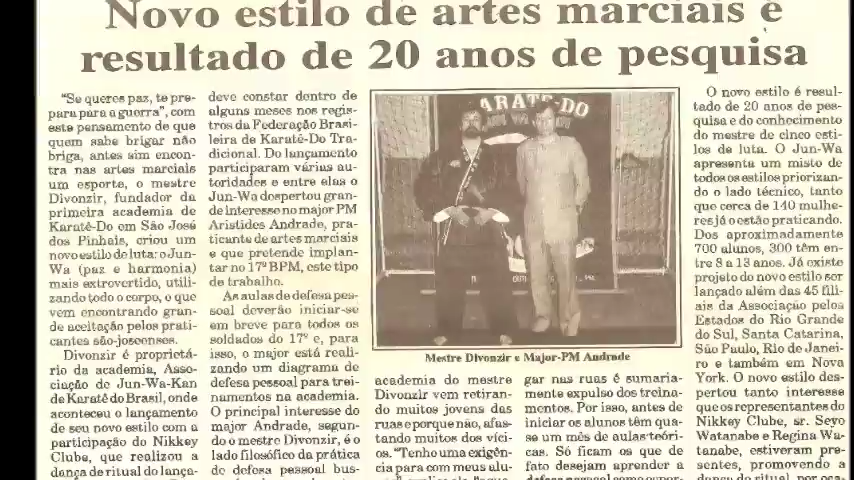 Novo estilo de artes marciais é
resultado de 20 anos de pesquisa
"Se queres paz, te pre-
para para a guerra", com
este pensamento de que
quem sabe brigar não
briga, antes sim encon-
tra nas artes marciais
um esporte, o mestre
Divonzir, fundador da
primeira academia de
Karatê-Do em São José
dos Pinhais, criou um
novo estilo de luta: o Jun-
Wa (paz e harmonia)
mais extrovertido, utili-
zando todo o corpo, o que
vem encontrando gran-
de aceitação pelos prati-
cantes são-joseenses.
Divonzir é proprietá-
rio da academia, Asso-
ciação de Jun-Wa-Kan
de Karatê do Brasil, onde
aconteceu o lançamento
de seu novo estilo com a
participação do Nikkey
Clube, que realizou a
dança de ritual do lança-
deve constar dentro de
alguns meses nos regis-
tros da Federação Brasi-
leira de Karatê-Do Tra-
dicional. Do lançamento
participaram várias au-
toridades e entre elas o
Jun-Wa despertou gran-
de interesse no major PM
Aristides Andrade, pra-
ticante de artes marciais
e que pretende implan-
tar no 17º BPM, este tipo
de trabalho.
As aulas de defesa pes-
soal deverão iniciar-se
em breve para todos os
soldados do 17º e, para
isso, o major está reali-
zando um diagrama de
defesa pessoal para trei-
namentos na academia.
O principal interesse do
major Andrade, segun-
do o mestre Divonzir, é o
lado filosófico da prática
de defesa pessoal bus-
KARATE-DO
Mestre Divonzir e Major-PM Andrade
academia do mestre
Divonzir vem retiran-
do muitos jovens das
ruas e porque não, afas-
tando muitos dos víci-
os. "Tenho uma exigên-
cia para com meus alu-
gar nas ruas é sumaria-
mente expulso dos treina-
mentos. Por isso, antes de
iniciar os alunos têm qua-
se um mês de aulas teóri-
cas. Só ficam os que de
fato desejam aprender a
O novo estilo é resul-
tado de 20 anos de pes-
quisa e do conhecimento
do mestre de cinco esti-
los de luta. O Jun-Wa
apresenta um misto de
todos os estilos priorizan-
do o lado técnico, tanto
que cerca de 140 mulhe-
res já o estão praticando.
Dos aproximadamente
700 alunos, 300 têm en-
tre 8 a 13 anos. Já existe
projeto do novo estilo ser
lançado além das 45 fili-
ais da Associação pelos
Estados do Rio Grande
do Sul, Santa Catarina,
São Paulo, Rio de Janei-
ro e também em Nova
York. O novo estilo des-
pertou tanto interesse
que os representantes do
Nikkey Clube, sr. Seyo
Watanabe e Regina Wa-
tanabe, estiveram pre-
sentes, promovendo a
dança do ritual, por oca-